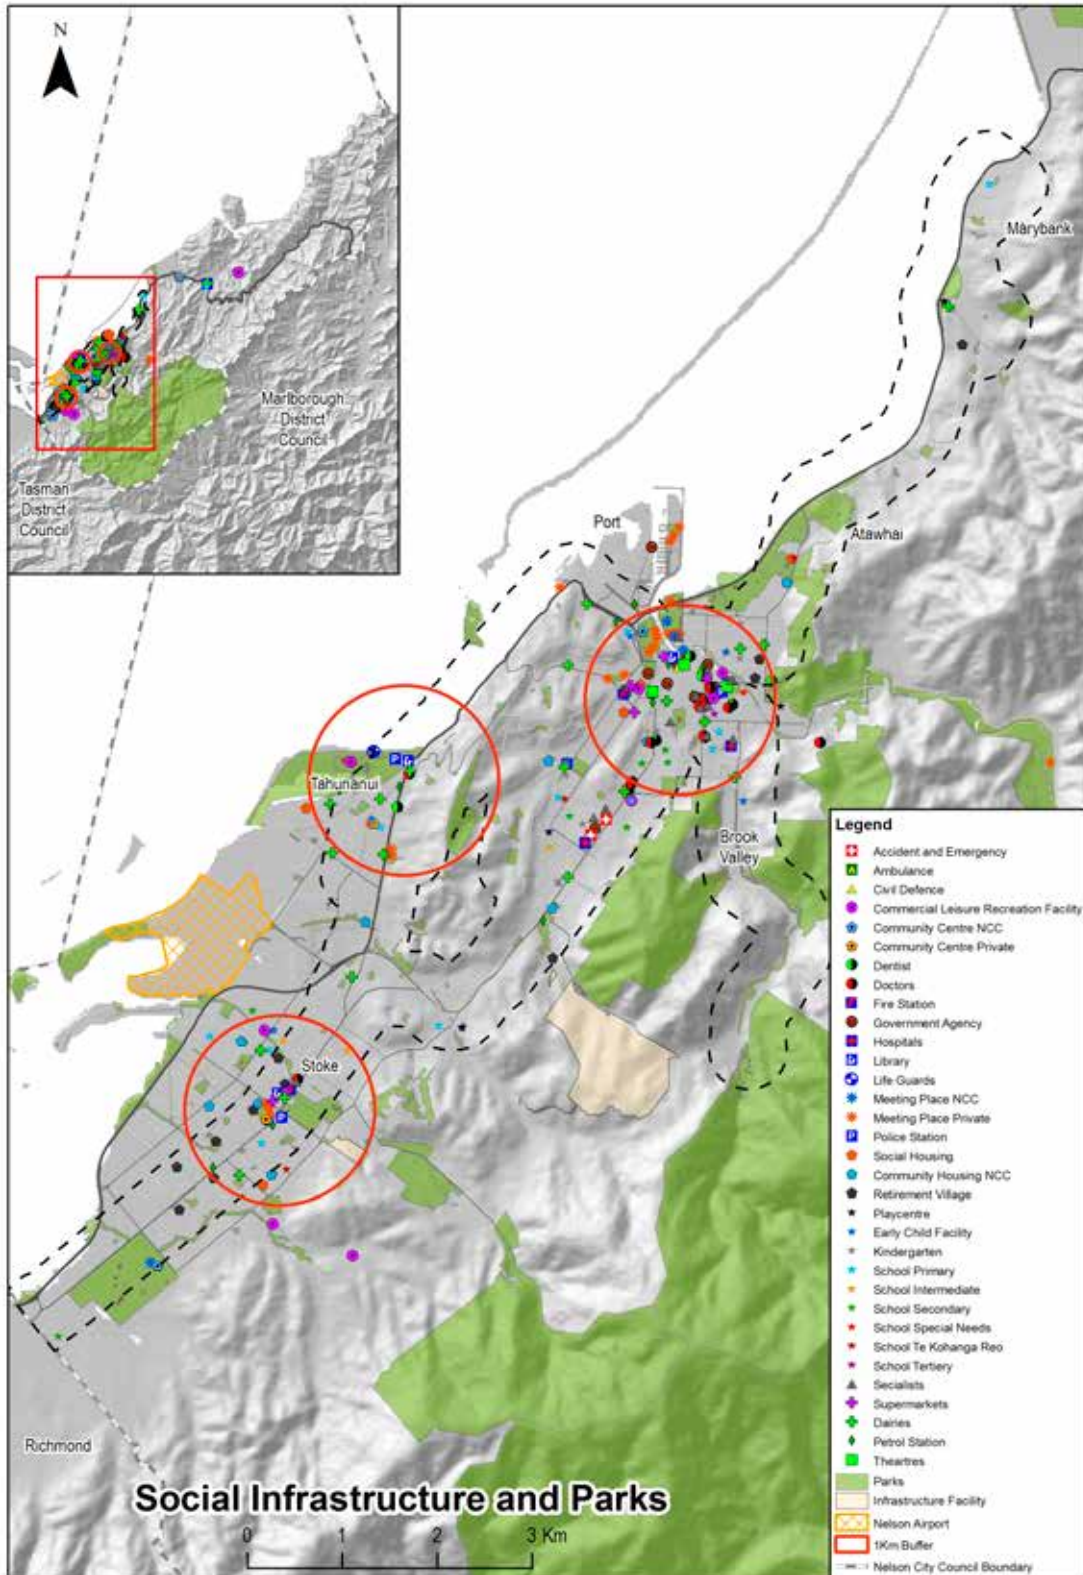 N
Marlborough
District
Council
Tasman
District
Council
Marybank
Port
Atawhai
Tahunanui
Brook
Valley
Stoke
Richmond
Social Infrastructure and Parks
0 1 2 3 Km
Legend
Accident and Emergency
Ambulance
Civil Defence
Commercial Leisure Recreation Facility
Community Centre NCC
Community Centre Private
Dentist
Doctors
Fire Station
Government Agency
Hospitals
Library
Life Guards
Meeting Place NCC
Meeting Place Private
Police Station
Social Housing
Community Housing NCC
Retirement Village
Playcentre
Early Child Facility
Kindergarten
School Primary
School Intermediate
School Secondary
School Special Needs
School Te Kohanga Reo
School Tertiery
Secialists
Supermarkets
Dairies
Petrol Station
Theartres
Parks
Infrastructure Facility
Nelson Airport
1Km Buffer
Nelson City Council Boundary